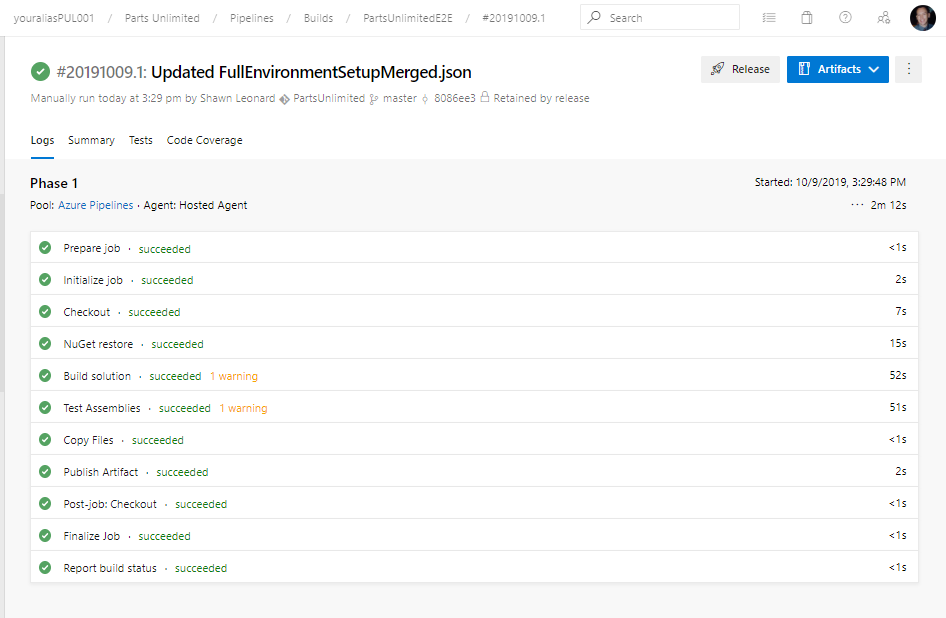 youraliasPUL001 / Parts Unlimited / Pipelines / Builds / PartsUnlimitedE2E / #20191009.1 Search
#20191009.1: Updated FullEnvironmentSetupMerged.json Release Artifacts
Manually run today at 3:29 pm by Shawn Leonard PartsUnlimited master 8086ee3 Retained by release
Logs Summary Tests Code Coverage
Phase 1 Started: 10/9/2019, 3:29:48 PM
Pool: Azure Pipelines · Agent: Hosted Agent ··· 2m 12s
Prepare job · succeeded <1s
Initialize job · succeeded 2s
Checkout · succeeded 7s
NuGet restore · succeeded 15s
Build solution · succeeded 1 warning 52s
Test Assemblies · succeeded 1 warning 51s
Copy Files · succeeded <1s
Publish Artifact · succeeded 2s
Post-job: Checkout · succeeded <1s
Finalize Job · succeeded <1s
Report build status · succeeded <1s